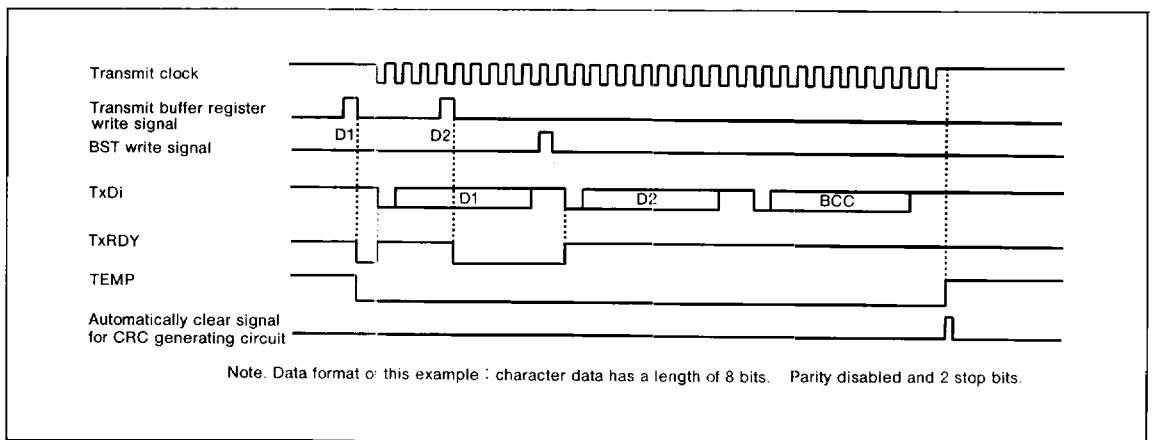 Transmit clock
Transmit buffer register
write signal
D1
D2
BST write signal
TxDi
D1
D2
BCC
TxRDY
TEMP
Automatically clear signal
for CRC generating circuit
Note. Data format of this example : character data has a length of 8 bits. Parity disabled and 2 stop bits.